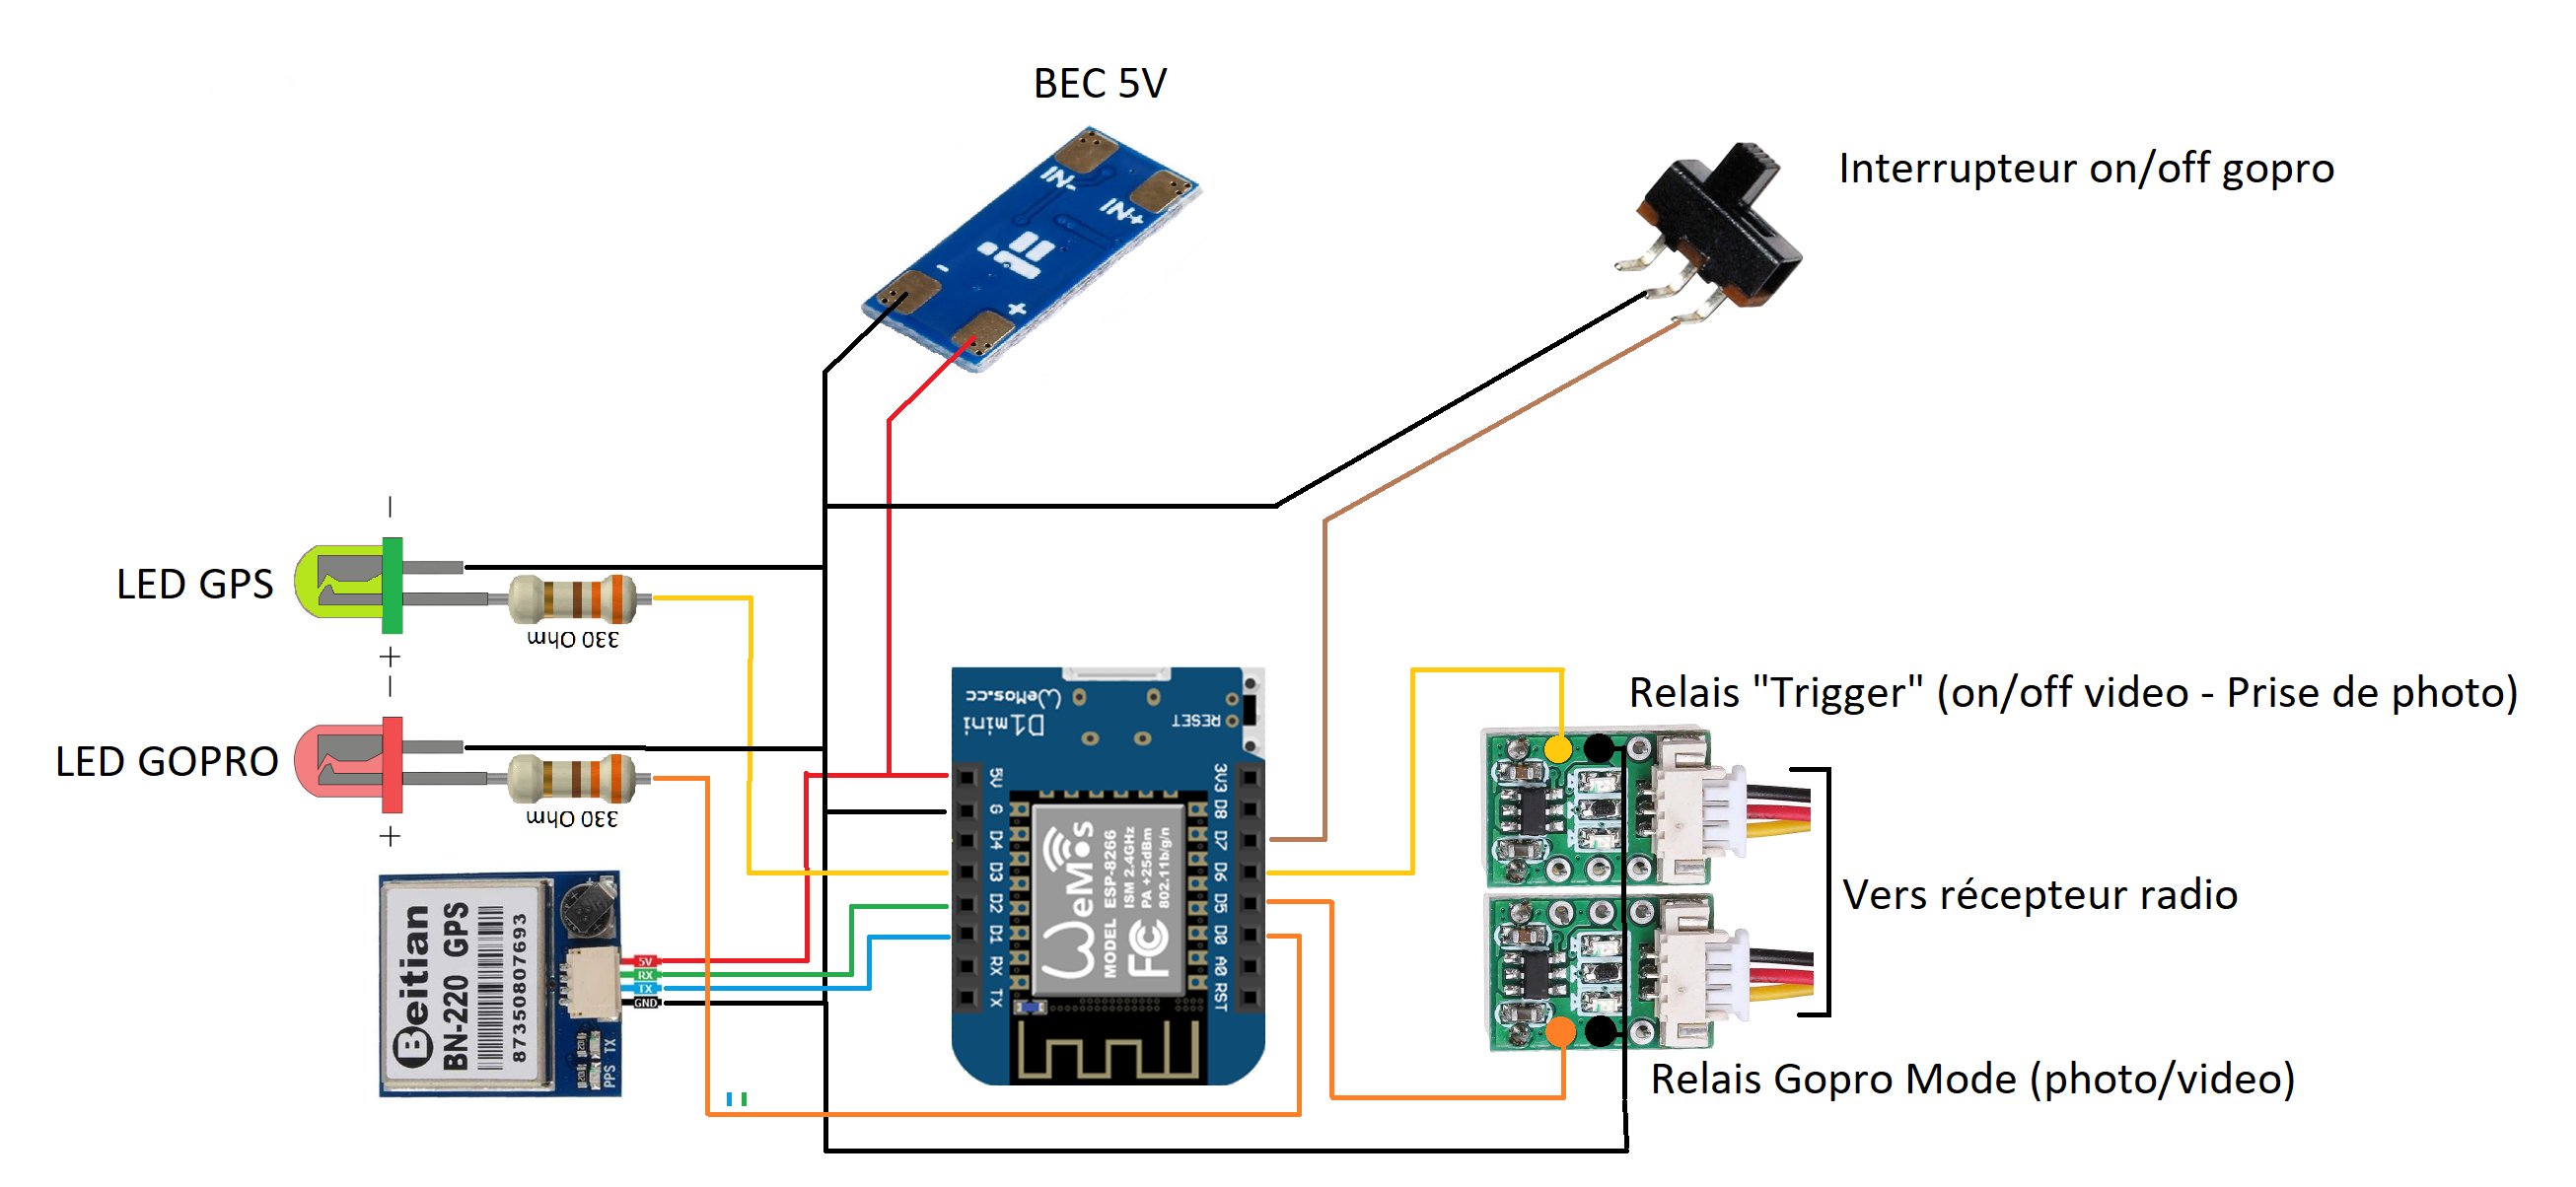 BEC 5V
IN-
IN+
-
+
Interrupteur on/off gopro
LED GPS
−
+
330 Ohm
LED GOPRO
−
+
330 Ohm
WeMos.cc
D1 mini
RESET
5V
G
D4
D3
D2
D1
RX
TX
3V3
D8
D7
D6
D5
D0
A0
RST
WeMos
MODEL ESP-8266
ISM 2.4GHz
PA +25dBm
802.11b/g/n
FC
Relais "Trigger" (on/off video - Prise de photo)
Vers récepteur radio
Relais Gopro Mode (photo/video)
Beitian
BN-220 GPS
87350807693
5V
RX
TX
GND
TX
PPS